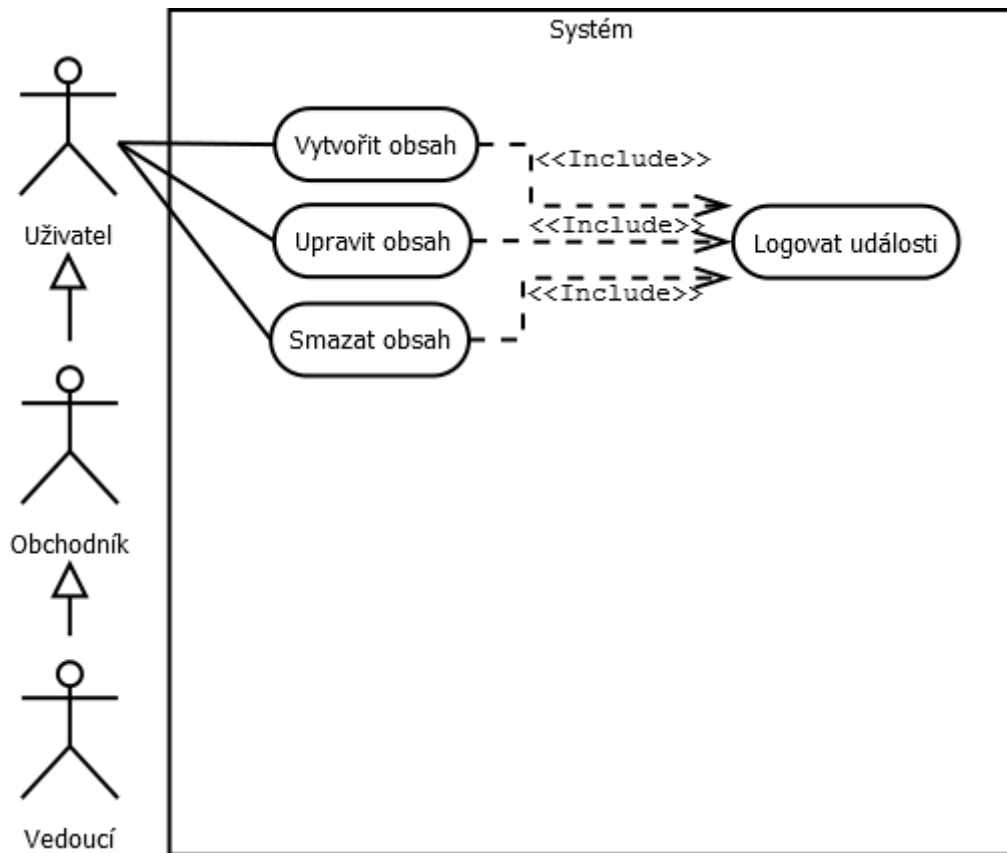 Systém
Vytvořit obsah
<<Include>>
Uživatel
Upravit obsah
<<Include>>
Logovat události
<<Include>>
Smazat obsah
Obchodník
Vedoucí